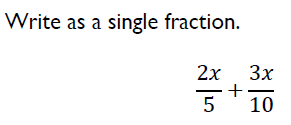 Write as a single fraction.
2x/5 + 3x/10